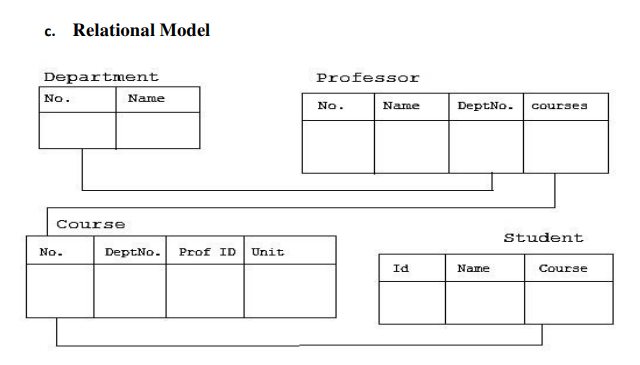 c. Relational Model
Department
No. Name
Professor
No. Name DeptNo. courses
Course
No. DeptNo. Prof ID Unit
Student
Id Name Course